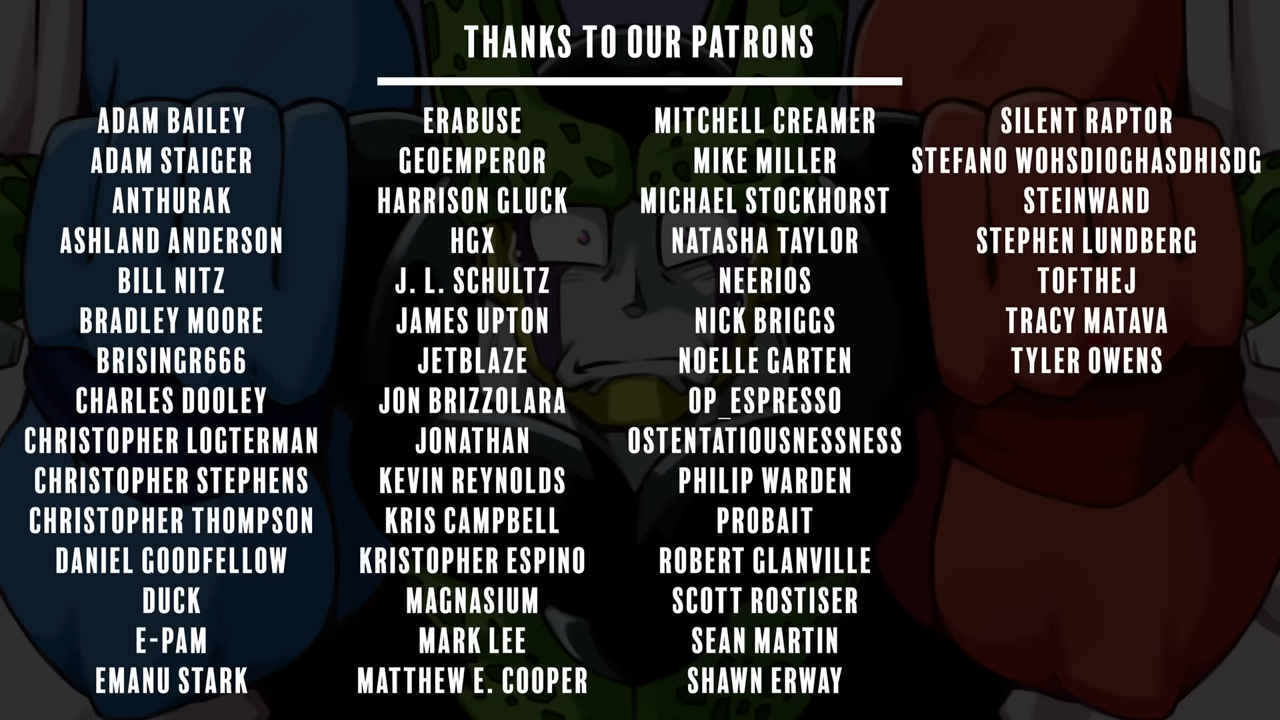 THANKS TO OUR PATRONS
ADAM BAILEY
ADAM STAIGER
ANTHURAK
ASHLAND ANDERSON
BILL NITZ
BRADLEY MOORE
BRISINGR666
CHARLES DOOLEY
CHRISTOPHER LOGTERMAN
CHRISTOPHER STEPHENS
CHRISTOPHER THOMPSON
DANIEL GOODFELLOW
DUCK
E-PAM
EMANU STARK
ERABUSE
GEOEMPEROR
HARRISON GLUCK
HGX
J. L. SCHULTZ
JAMES UPTON
JETBLAZE
JON BRIZZOLARA
JONATHAN
KEVIN REYNOLDS
KRIS CAMPBELL
KRISTOPHER ESPINO
MAGNASIUM
MARK LEE
MATTHEW E. COOPER
MITCHELL CREAMER
MIKE MILLER
MICHAEL STOCKHORST
NATASHA TAYLOR
NEERIOS
NICK BRIGGS
NOELLE GARTEN
OP_ESPRESSO
OSTENTATIOUSNESSNESS
PHILIP WARDEN
PROBAIT
ROBERT GLANVILLE
SCOTT ROSTISER
SEAN MARTIN
SHAWN ERWAY
SILENT RAPTOR
STEFANO WOHSDIOGHASDHISDG
STEINWAND
STEPHEN LUNDBERG
TOFTHEJ
TRACY MATAVA
TYLER OWENS